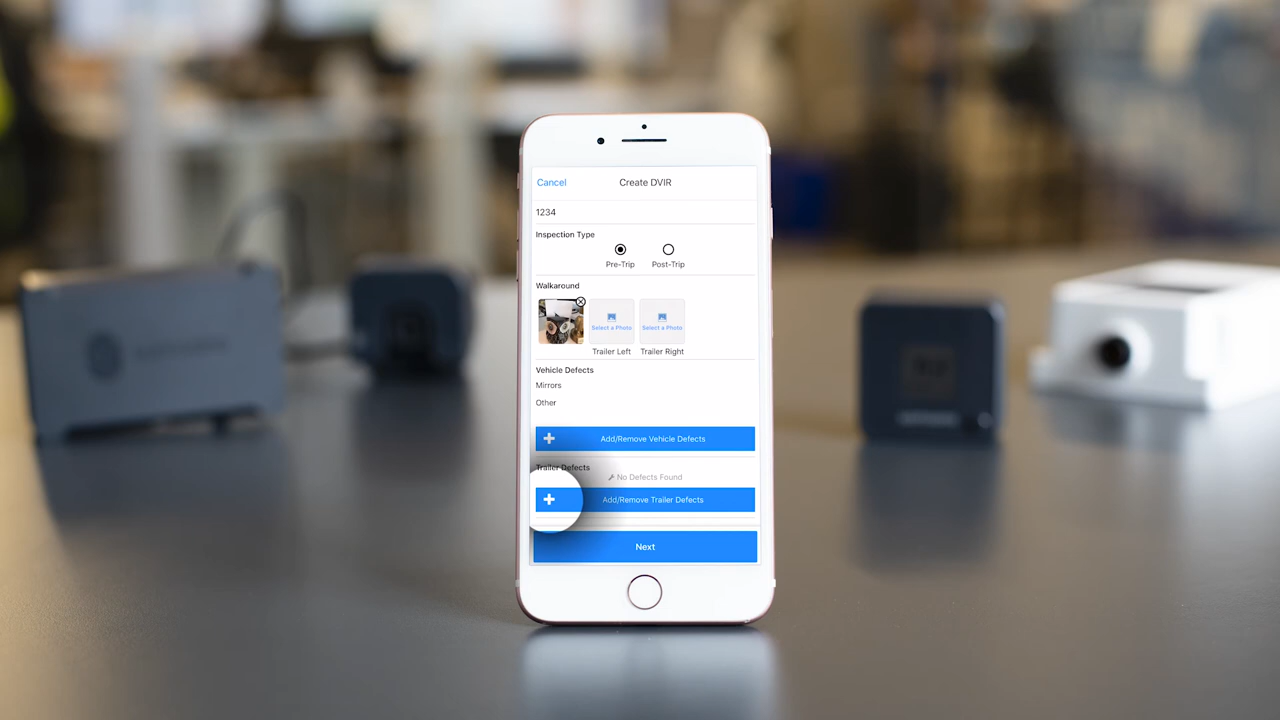 Cancel
Create DVIR
1234
Inspection Type
Pre-Trip
Post-Trip
Walkaround
Select a Photo
Select a Photo
Trailer Left
Trailer Right
Vehicle Defects
Mirrors
Other
Add/Remove Vehicle Defects
Trailer Defects
No Defects Found
Add/Remove Trailer Defects
Next